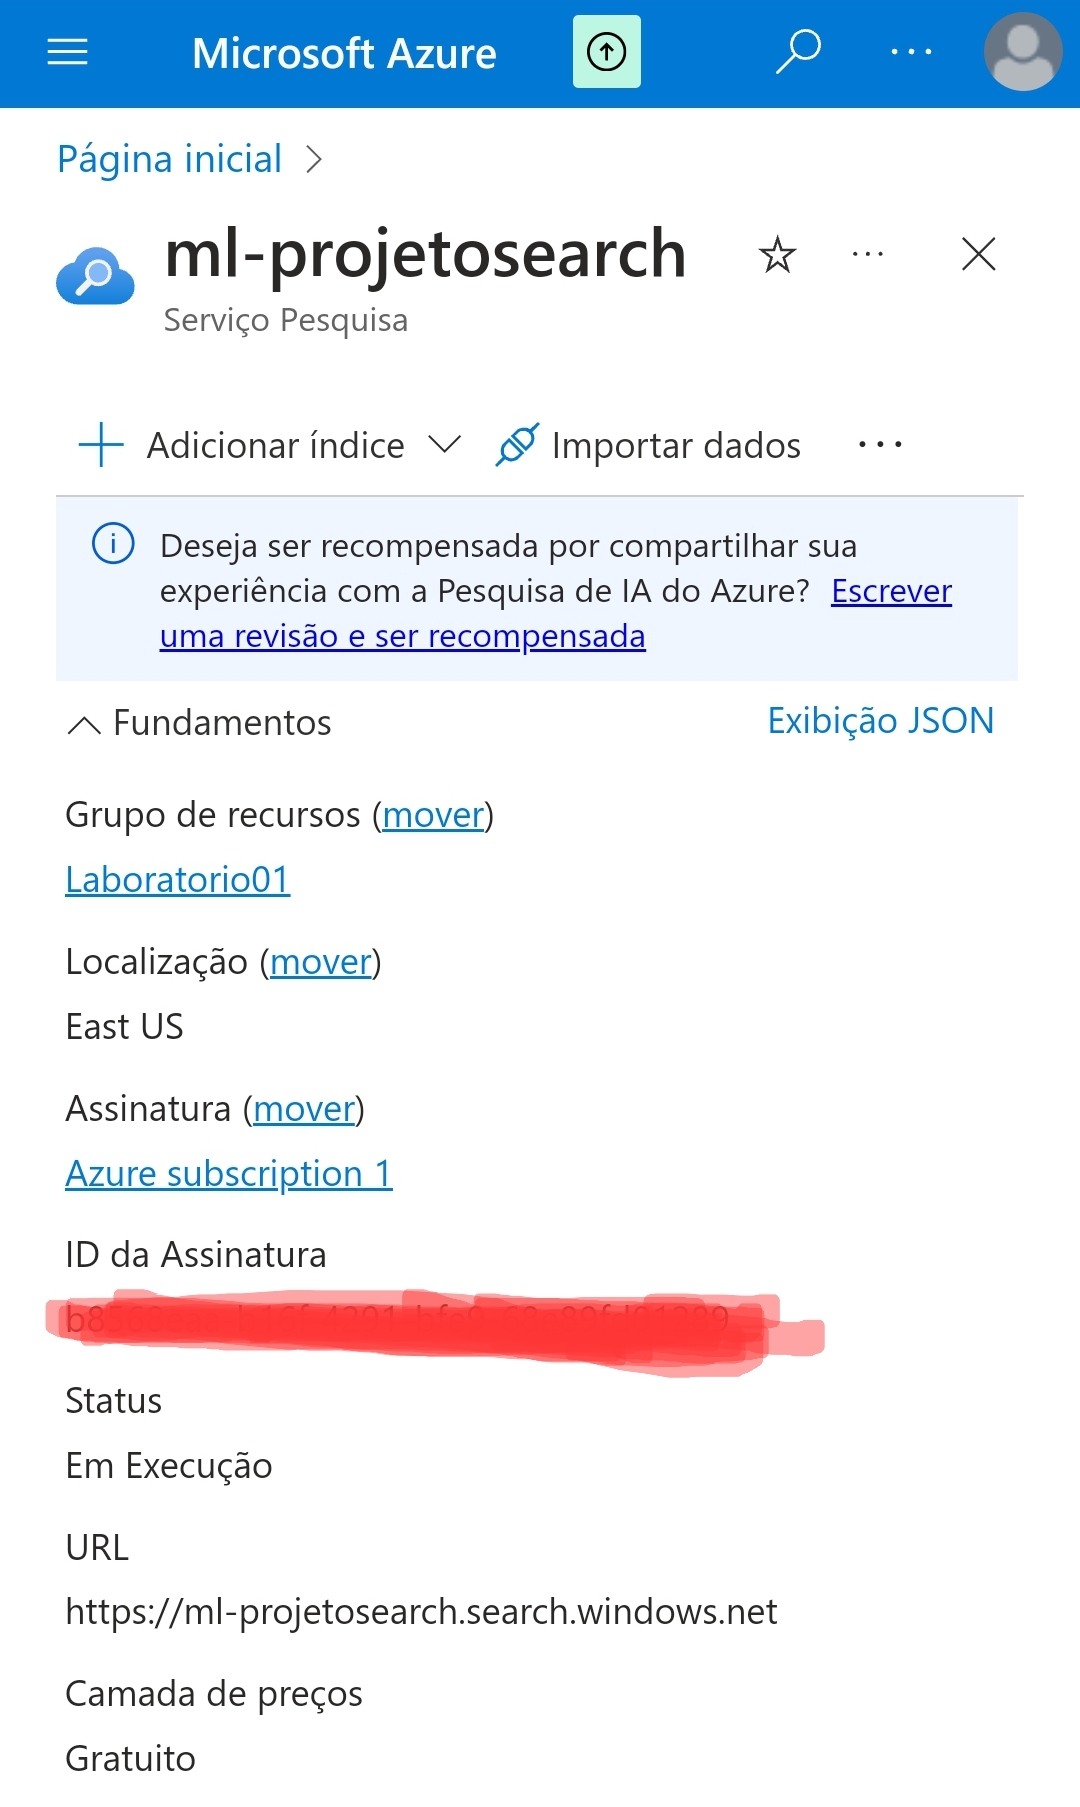 Microsoft Azure
Página inicial
ml-projetosearch
Serviço Pesquisa
Adicionar índice
Importar dados
Deseja ser recompensada por compartilhar sua
experiência com a Pesquisa de IA do Azure? Escrever
uma revisão e ser recompensada
Fundamentos
Exibição JSON
Grupo de recursos (mover)
Laboratorio01
Localização (mover)
East US
Assinatura (mover)
Azure subscription 1
ID da Assinatura
Status
Em Execução
URL
https://ml-projetosearch.search.windows.net
Camada de preços
Gratuito